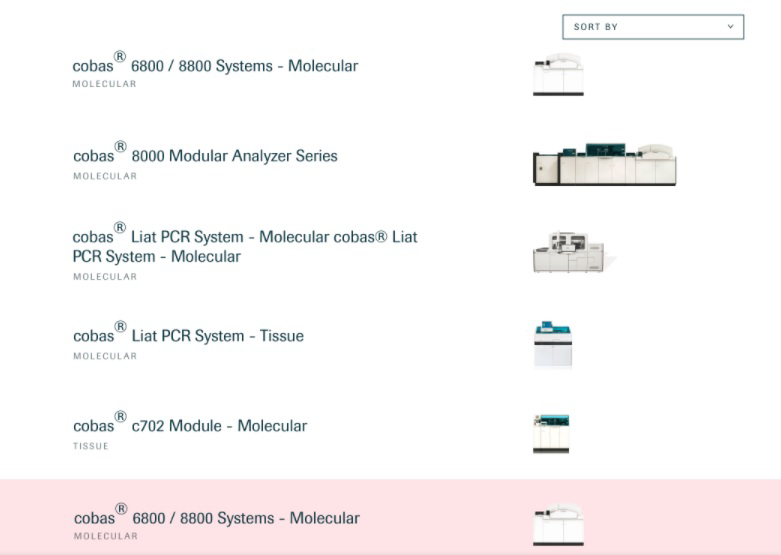 SORT BY
cobas® 6800 / 8800 Systems - Molecular
MOLECULAR
cobas® 8000 Modular Analyzer Series
MOLECULAR
cobas® Liat PCR System - Molecular cobas® Liat
PCR System - Molecular
MOLECULAR
cobas® Liat PCR System - Tissue
MOLECULAR
cobas® c702 Module - Molecular
TISSUE
cobas® 6800 / 8800 Systems - Molecular
MOLECULAR